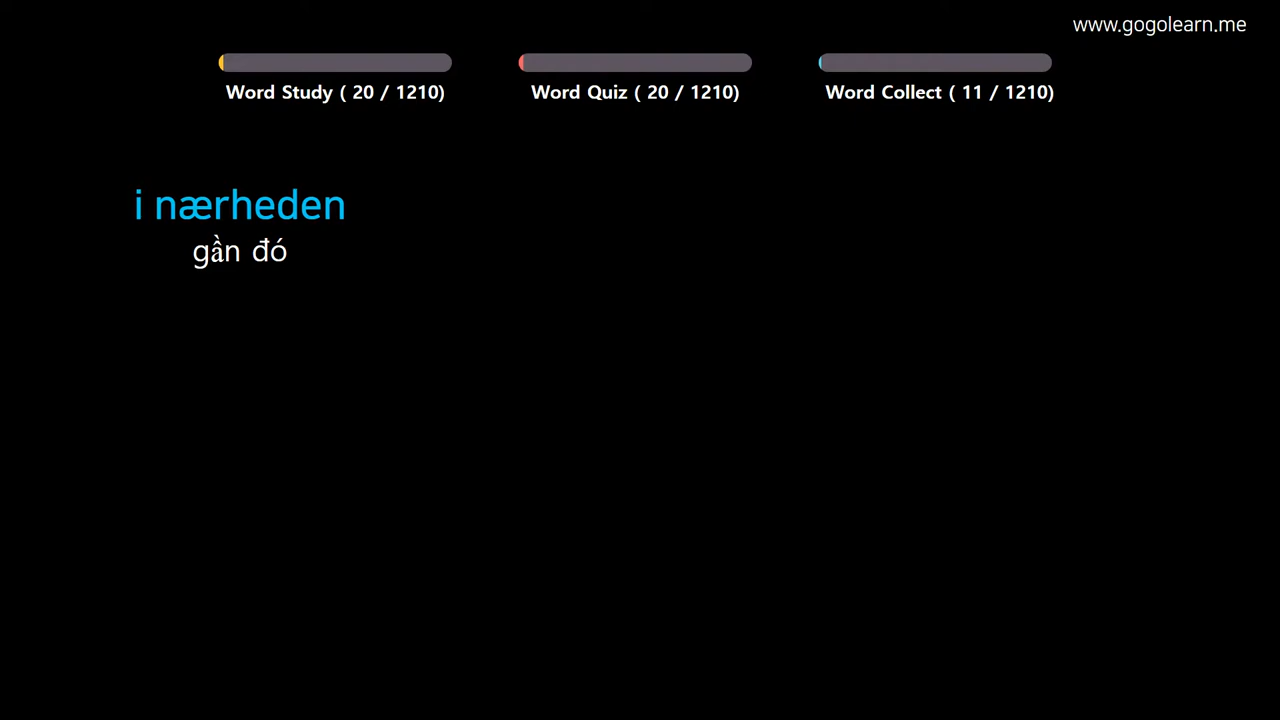 www.gogolearn.me
Word Study ( 20 / 1210)
Word Quiz ( 20 / 1210)
Word Collect ( 11 / 1210)
i nærheden
gần đó